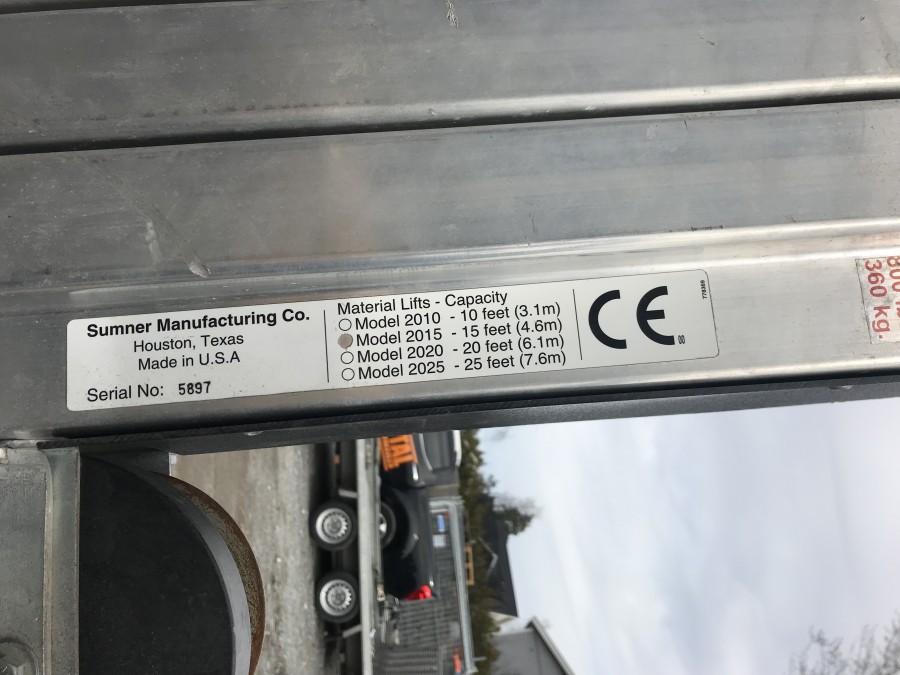 Sumner Manufacturing Co.
Houston, Texas
Made in U.S.A
Serial No: 5897
Material Lifts - Capacity
Model 2010 - 10 feet (3.1m)
Model 2015 - 15 feet (4.6m)
Model 2020 - 20 feet (6.1m)
Model 2025 - 25 feet (7.6m)
CE
360 kg.